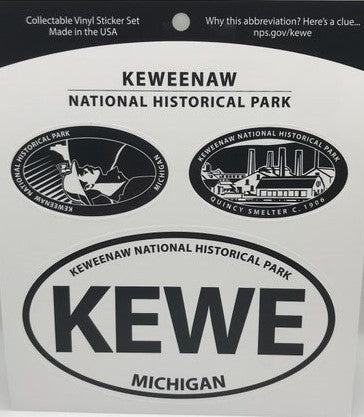 Collectable Vinyl Sticker Set
Made in the USA
Why this abbreviation? Here's a clue...
nps.gov/kewe
KEWEENAW
NATIONAL HISTORICAL PARK
KEWEENAW NATIONAL HISTORICAL PARK
MICHIGAN
KEWEENAW NATIONAL HISTORICAL PARK
QUINCY SMELTER C. 1906
KEWEENAW NATIONAL HISTORICAL PARK
KEWE
MICHIGAN